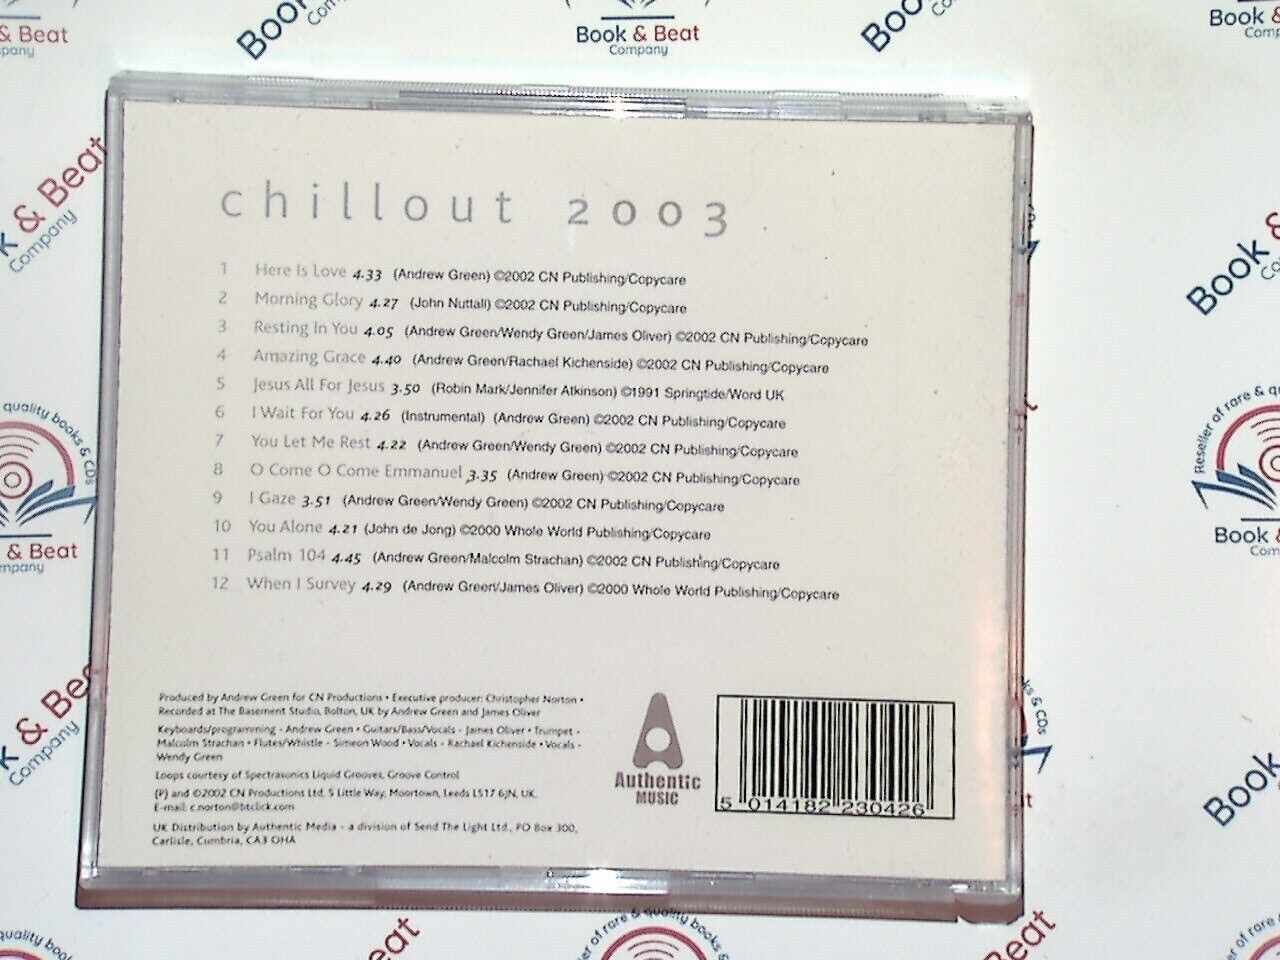 Book & Beat
Company
chillout 2003
1 Here Is Love 4.33 (Andrew Green) ©2002 CN Publishing/Copycare
2 Morning Glory 4.27 (John Nuttall) ©2002 CN Publishing/Copycare
3 Resting In You 4.05 (Andrew Green/Wendy Green/James Oliver) ©2002 CN Publishing/Copycare
4 Amazing Grace 4.40 (Andrew Green/Rachael Kichenside) ©2002 CN Publishing/Copycare
5 Jesus All For Jesus 3.50 (Robin Mark/Jennifer Atkinson) ©1991 Springtide/Word UK
6 I Wait For You 4.26 (Instrumental) (Andrew Green) ©2002 CN Publishing/Copycare
7 You Let Me Rest 4.22 (Andrew Green/Wendy Green) ©2002 CN Publishing/Copycare
8 O Come O Come Emmanuel 3.35 (Andrew Green) ©2002 CN Publishing/Copycare
9 I Gaze 3.51 (Andrew Green/Wendy Green) ©2002 CN Publishing/Copycare
10 You Alone 4.21 (John de Jong) ©2000 Whole World Publishing/Copycare
11 Psalm 104 4.45 (Andrew Green/Malcolm Strachan) ©2002 CN Publishing/Copycare
12 When I Survey 4.29 (Andrew Green/James Oliver) ©2000 Whole World Publishing/Copycare
Produced by Andrew Green for CN Productions • Executive producer: Christopher Norton •
Recorded at The Basement Studio, Bolton, UK by Andrew Green and James Oliver
Keyboards/programming - Andrew Green • Guitars/Bass/Vocals - James Oliver • Trumpet -
Malcolm Strachan • Flutes/Whistle - Simeon Wood • Vocals - Rachael Kichenside • Vocals -
Wendy Green
Loops courtesy of Spectrasonics Liquid Grooves, Groove Control
(P) and ©2002 CN Productions Ltd, 5 Little Way, Moortown, Leeds LS17 6JN, UK.
E-mail: c.norton@btclick.com
UK Distribution by Authentic Media - a division of Send The Light Ltd., PO Box 300,
Carlisle, Cumbria, CA3 0HA
Authentic
MUSIC
5 014182 230426